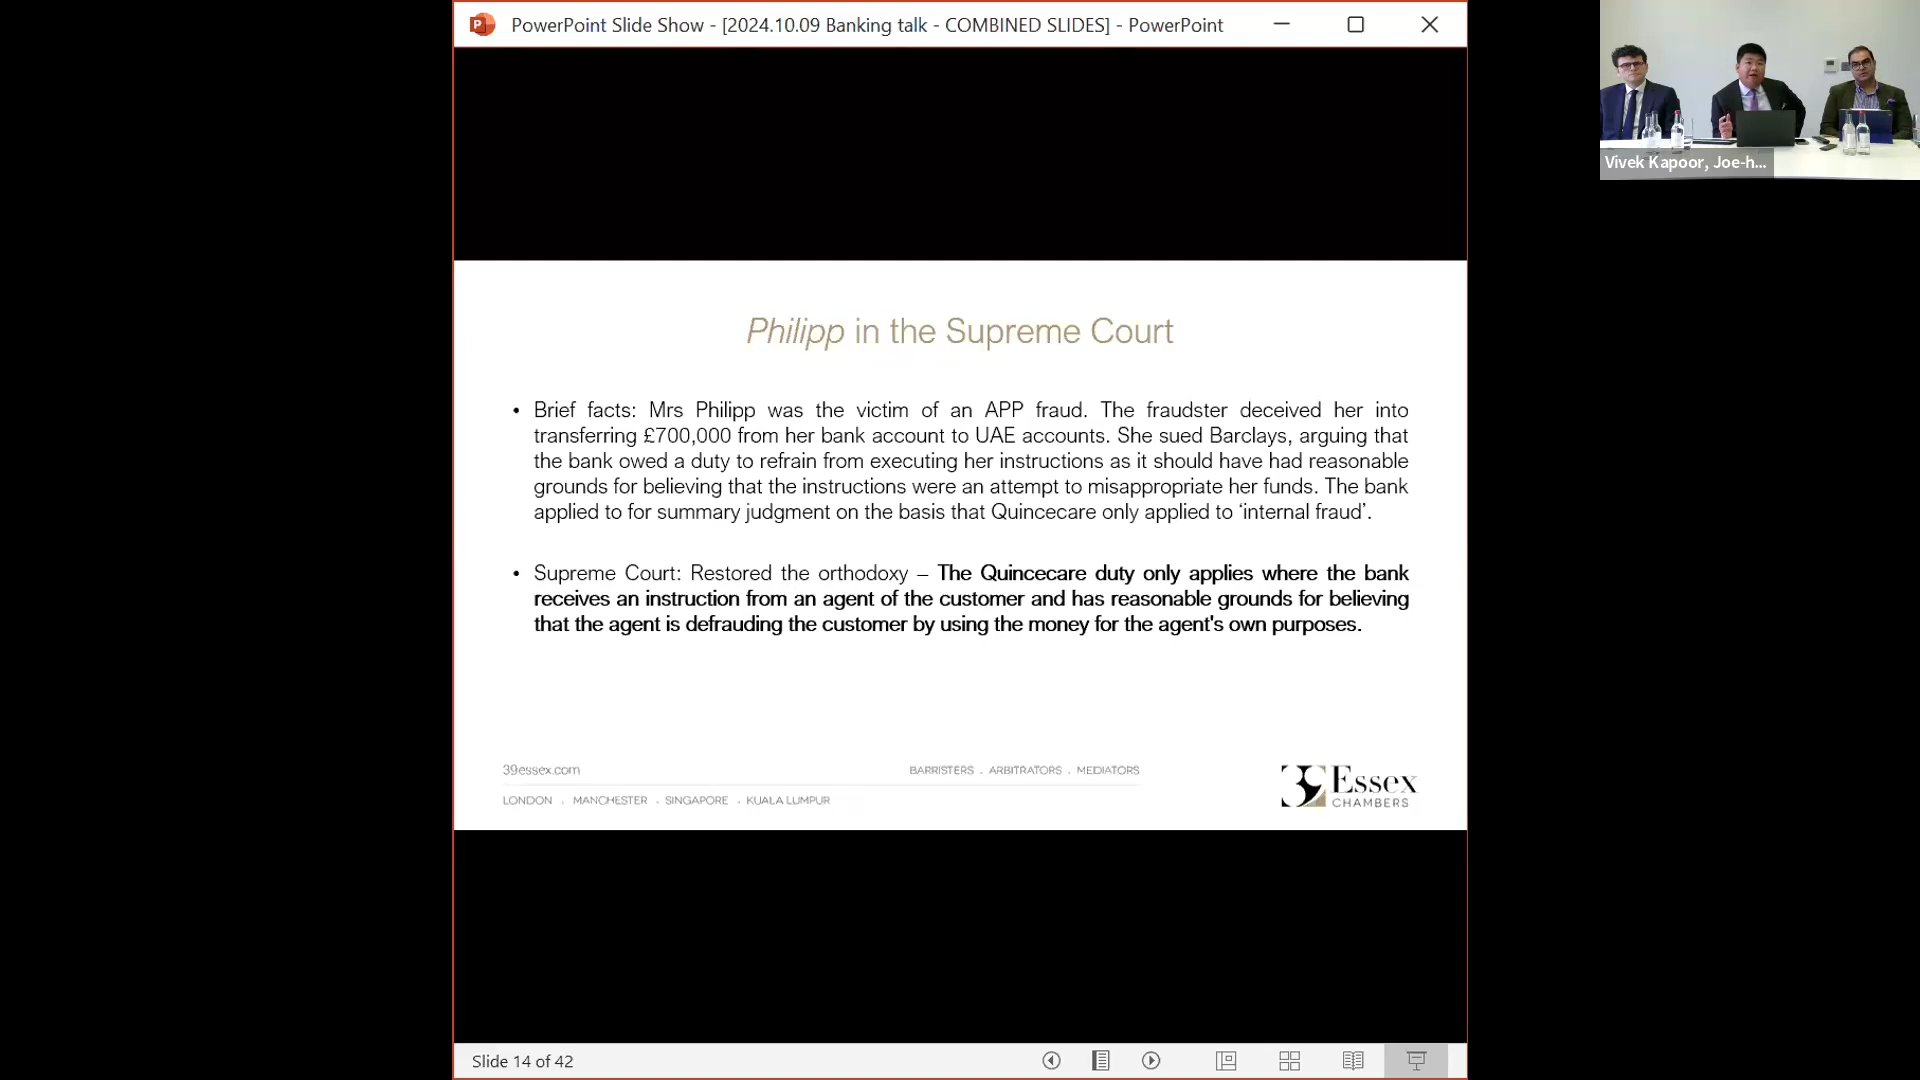 PowerPoint Slide Show - [2024.10.09 Banking talk - COMBINED SLIDES] - PowerPoint
Vivek Kapoor, Joe-h...
Philipp in the Supreme Court
• Brief facts: Mrs Philipp was the victim of an APP fraud. The fraudster deceived her into
transferring £700,000 from her bank account to UAE accounts. She sued Barclays, arguing that
the bank owed a duty to refrain from executing her instructions as it should have had reasonable
grounds for believing that the instructions were an attempt to misappropriate her funds. The bank
applied to for summary judgment on the basis that Quincecare only applied to ‘internal fraud’.
• Supreme Court: Restored the orthodoxy – The Quincecare duty only applies where the bank
receives an instruction from an agent of the customer and has reasonable grounds for believing
that the agent is defrauding the customer by using the money for the agent's own purposes.
39essex.com
BARRISTERS . ARBITRATORS . MEDIATORS
LONDON . MANCHESTER . SINGAPORE . KUALA LUMPUR
39 Essex
CHAMBERS
Slide 14 of 42